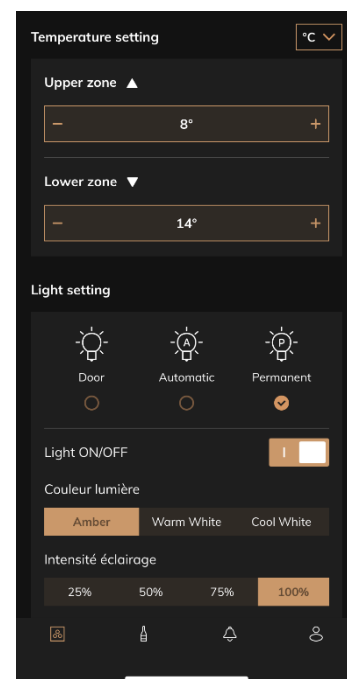 Temperature setting °C
Upper zone
− 8° +
Lower zone
− 14° +
Light setting
A P
Door Automatic Permanent
Light ON/OFF
I
Couleur lumière
Amber Warm White Cool White
Intensité éclairage
25% 50% 75% 100%